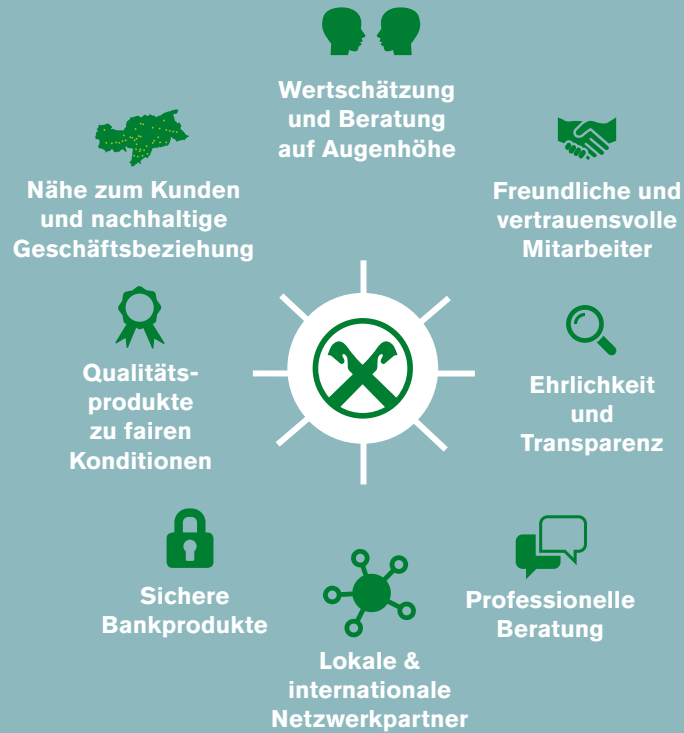 Wertschätzung
und Beratung
auf Augenhöhe
Freundliche und
vertrauensvolle
Mitarbeiter
Ehrlichkeit
und
Transparenz
Professionelle
Beratung
Lokale &
internationale
Netzwerkpartner
Sichere
Bankprodukte
Qualitäts-
produkte
zu fairen
Konditionen
Nähe zum Kunden
und nachhaltige
Geschäftsbeziehung